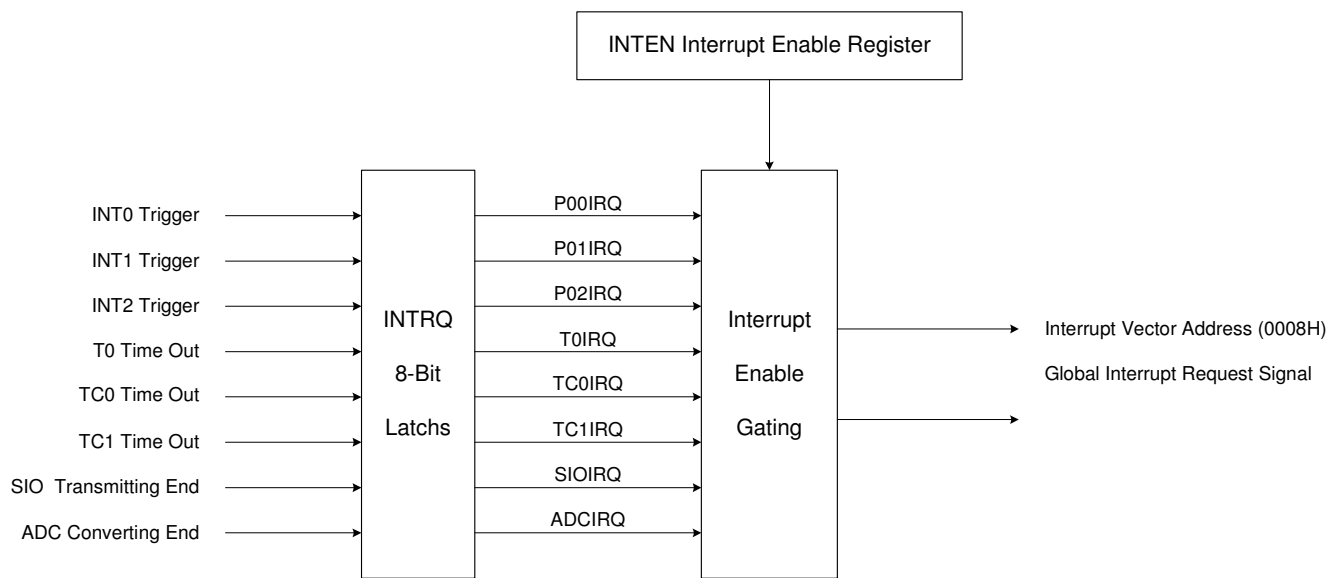 INTEN Interrupt Enable Register
INT0 Trigger
INT1 Trigger
INT2 Trigger
T0 Time Out
TC0 Time Out
TC1 Time Out
SIO Transmitting End
ADC Converting End
INTRQ
8-Bit
Latchs
P00IRQ
P01IRQ
P02IRQ
T0IRQ
TC0IRQ
TC1IRQ
SIOIRQ
ADCIRQ
Interrupt
Enable
Gating
Interrupt Vector Address (0008H)
Global Interrupt Request Signal